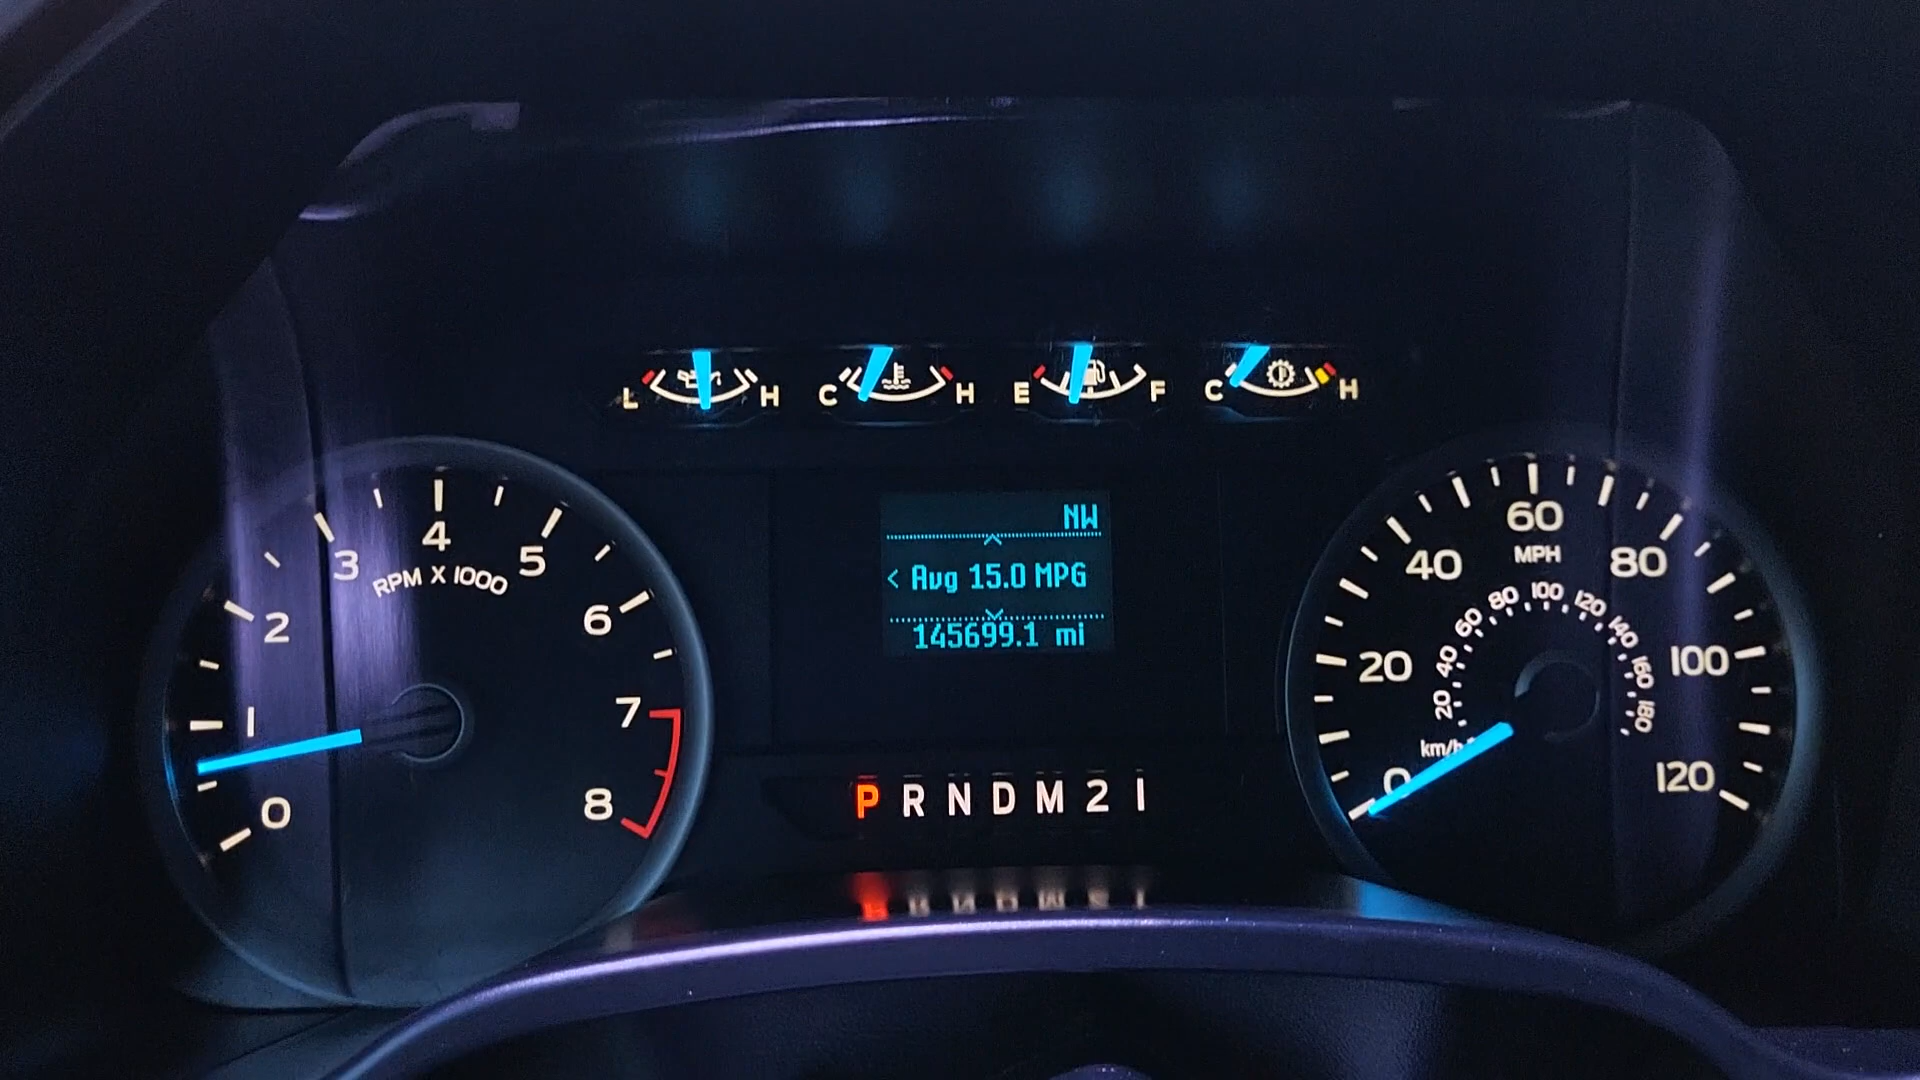 L H C H E F C H
0 1 2 3 4 5 6 7 8
RPM X 1000
NW
< Avg 15.0 MPG
145699.1 mi
P R N D M 2 1
0 20 40 60 80 100 120
MPH
20 40 60 80 100 120 140 160 180
km/h